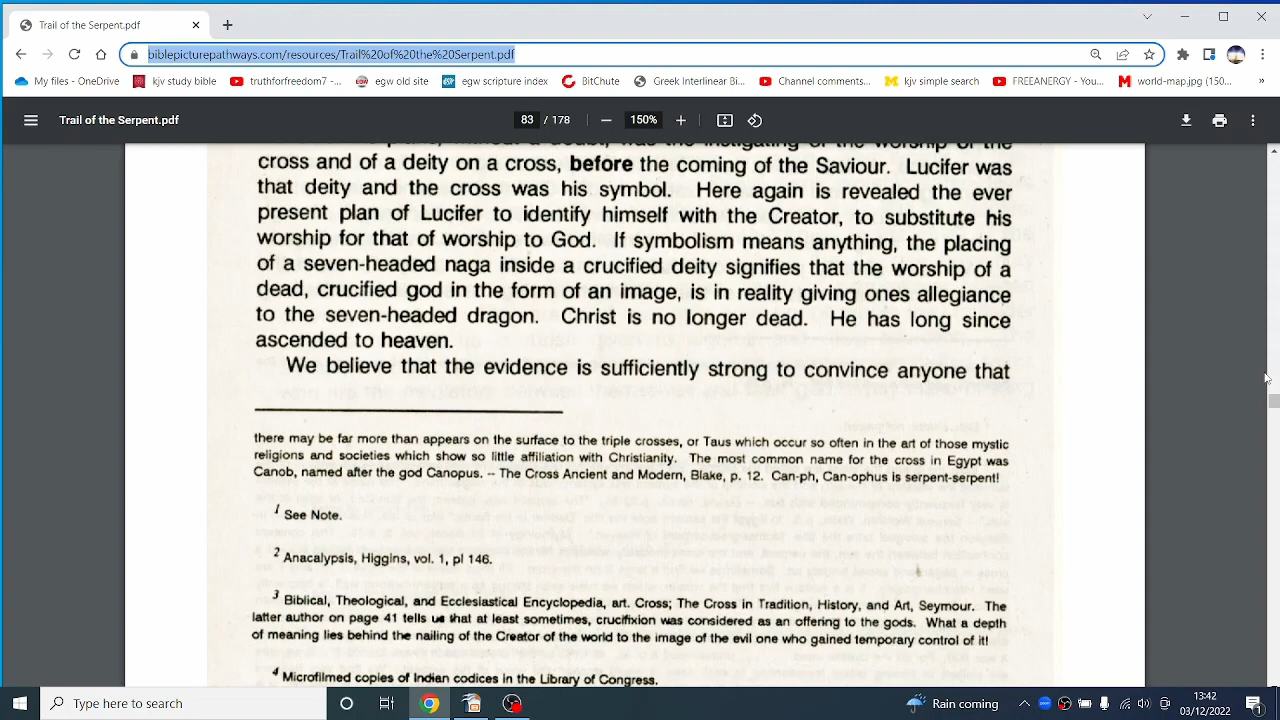 Trail of the Serpent.pdf
biblepicturepathways.com/resources/Trail%20of%20the%20Serpent.pdf
My files - OneDrive
kjv study bible
truthforfreedom7 -...
egw old site
egw scripture index
BitChute
Greek Interlinear Bi...
Channel comments...
kjv simple search
FREEANERGY - You...
world-map.jpg (150...
Trail of the Serpent.pdf
83 / 178
150%
without a doubt, was the instigating of the worship of the
cross and of a deity on a cross, before the coming of the Saviour. Lucifer was
that deity and the cross was his symbol. Here again is revealed the ever
present plan of Lucifer to identify himself with the Creator, to substitute his
worship for that of worship to God. If symbolism means anything, the placing
of a seven-headed naga inside a crucified deity signifies that the worship of a
dead, crucified god in the form of an image, is in reality giving ones allegiance
to the seven-headed dragon. Christ is no longer dead. He has long since
ascended to heaven.
We believe that the evidence is sufficiently strong to convince anyone that
there may be far more than appears on the surface to the triple crosses, or Taus which occur so often in the art of those mystic
religions and societies which show so little affiliation with Christianity. The most common name for the cross in Egypt was
Canob, named after the god Canopus. -- The Cross Ancient and Modern, Blake, p. 12. Can-ph, Can-ophus is serpent-serpent!
1 See Note.
2 Anacalypsis, Higgins, vol. 1, pl 146.
3 Biblical, Theological, and Ecclesiastical Encyclopedia, art. Cross; The Cross in Tradition, History, and Art, Seymour. The
latter author on page 41 tells us that at least sometimes, crucifixion was considered as an offering to the gods. What a depth
of meaning lies behind the nailing of the Creator of the world to the image of the evil one who gained temporary control of it!
4 Microfilmed copies of Indian codices in the Library of Congress.
Type here to search
Rain coming
13:42
03/12/2022